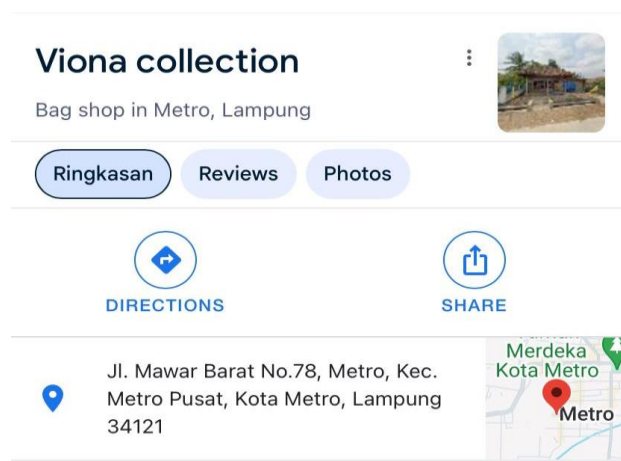 Viona collection
Bag shop in Metro, Lampung
Ringkasan
Reviews
Photos
DIRECTIONS
SHARE
Jl. Mawar Barat No.78, Metro, Kec.
Metro Pusat, Kota Metro, Lampung
34121
Merdeka
Kota Metro
Metro